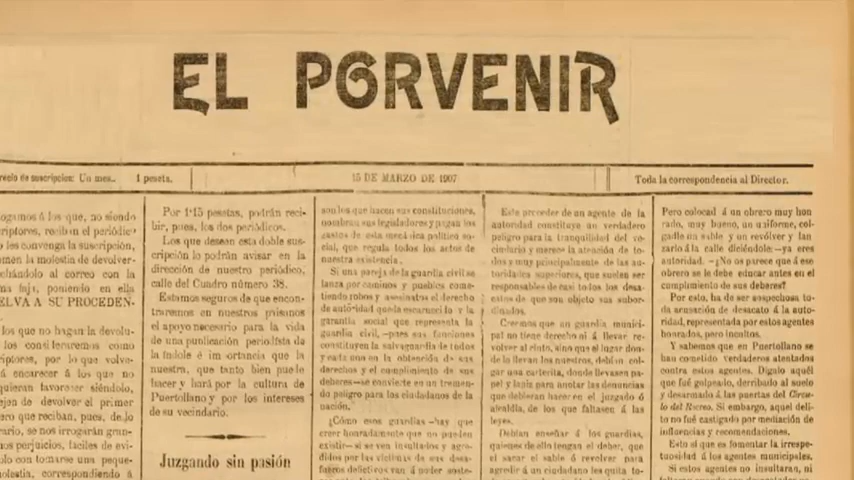 EL PORVENIR
recio de suscripcion: Un mes.. 1 peseta.
15 DE MARZO DE 1907
Toda la correspondencia al Director.
ogamos á los que, no siendo
criptores, reciban el periódic
o les convenga la suscripción,
omen la molestia de devolver-
chándolo al correo con la
ma faja, poniendo en ella
ELVA A SU PROCEDEN-
los que no hagan la devolu-
los consideraremos como
riptores, por lo que volve-
á encarecer á los que no
quieran favorecer siéndolo,
ejen de devolver el primer
ero que reciban, pues, de lo
rario, se nos irrogarán gran-
nos perjuicios, fáciles de evi-
olo con tomarse una peque-
molestia, correspondiendo á
Por 1'15 pesetas, podrán reci-
bir, pues, los dos periódicos.
Los que deseen esta doble sus-
cripción lo podrán avisar en la
dirección de nuestro periódico,
calle del Cuadro número 38.
Estamos seguros de que encon-
traremos en nuestros prisonos
el apoyo necesario para la vida
de una publicación periodista de
la índole é im ortancia que la
nuestra, que tanto bien puede
hacer y hará por la cultura de
Puertollano y por los intereses
de su vecindario.
Juzgando sin pasión
son los que hacen sus constituciones,
nombran sus legisladores y pagan los
gastos de esta mecánica político so-
cial, que regula todos los actos de
nuestra existencia.
Si una pareja de la guardia civil se
lanza por caminos y pueblos come-
tiendo robos y asesinatos el derecho
de autoridad queda escarnecido y la
garantía social que representa la
guardia civil, —pues sus funciones
constituyen la salvaguardia de todos
y cada uno en la obtención de sus
derechos y el cumplimiento de sus
deberes—se convierte en un tremen-
do peligro para los ciudadanos de la
nación.
¿Cómo esos guardias—hay que
creer honradamente que no pueden
existir—si se ven insultados y agre-
didos por las víctimas de sus desa-
fueros delictivos van á poder soste-
Este proceder de un agente de la
autoridad constituye un verdadero
peligro para la tranquilidad del ve-
cindario y merece la atención de to-
dos y muy principalmente de las au-
toridades superiores, que suelen ser
responsables de casi todos los desa-
catos de que son objeto sus subor-
dinados.
Creemos que un guardia munici-
pal no tiene derecho ni á llevar re-
volver al cinto, sino que el lugar don-
de la llevan los nuestros, debían col-
gar una carterita, donde llevasen pa-
pel y lapiz para anotar las denuncias
que debieran hacer en el juzgado ó
alcaldía, de los que faltasen á las
leyes.
Debían enseñar á los guardias,
quienes de ello tengan el deber, que
el sacar el sable ó revolver para
agredir á un ciudadano les quita to-
Pero colocad á un obrero muy hon
rado, muy bueno, un uniforme, col-
gadle un sable y un revólver y lan
zarlo á la calle diciéndole—ya eres
autoridad. —¿No os parece que á ese
obrero se le debe educar antes en el
cumplimiento de sus deberes?
Por esto, ha de ser sospechosa to-
da acusación de desacato á la auto-
ridad, representada por estos agentes
honrados, pero incultos.
Y sabemos que en Puertollano se
han cometido verdaderos atentados
contra estos agentes. Dígalo aquél
que fué golpeado, derribado al suelo
y desarmado á las puertas del Circu-
lo del Recreo. Si embargo, aquel deli-
to no fué castigado por mediación de
influencias y recomendaciones.
Esto sí que es fomentar la irrespe-
tuosidad á los agentes municipales.
Si estos agentes no insultaran, ni